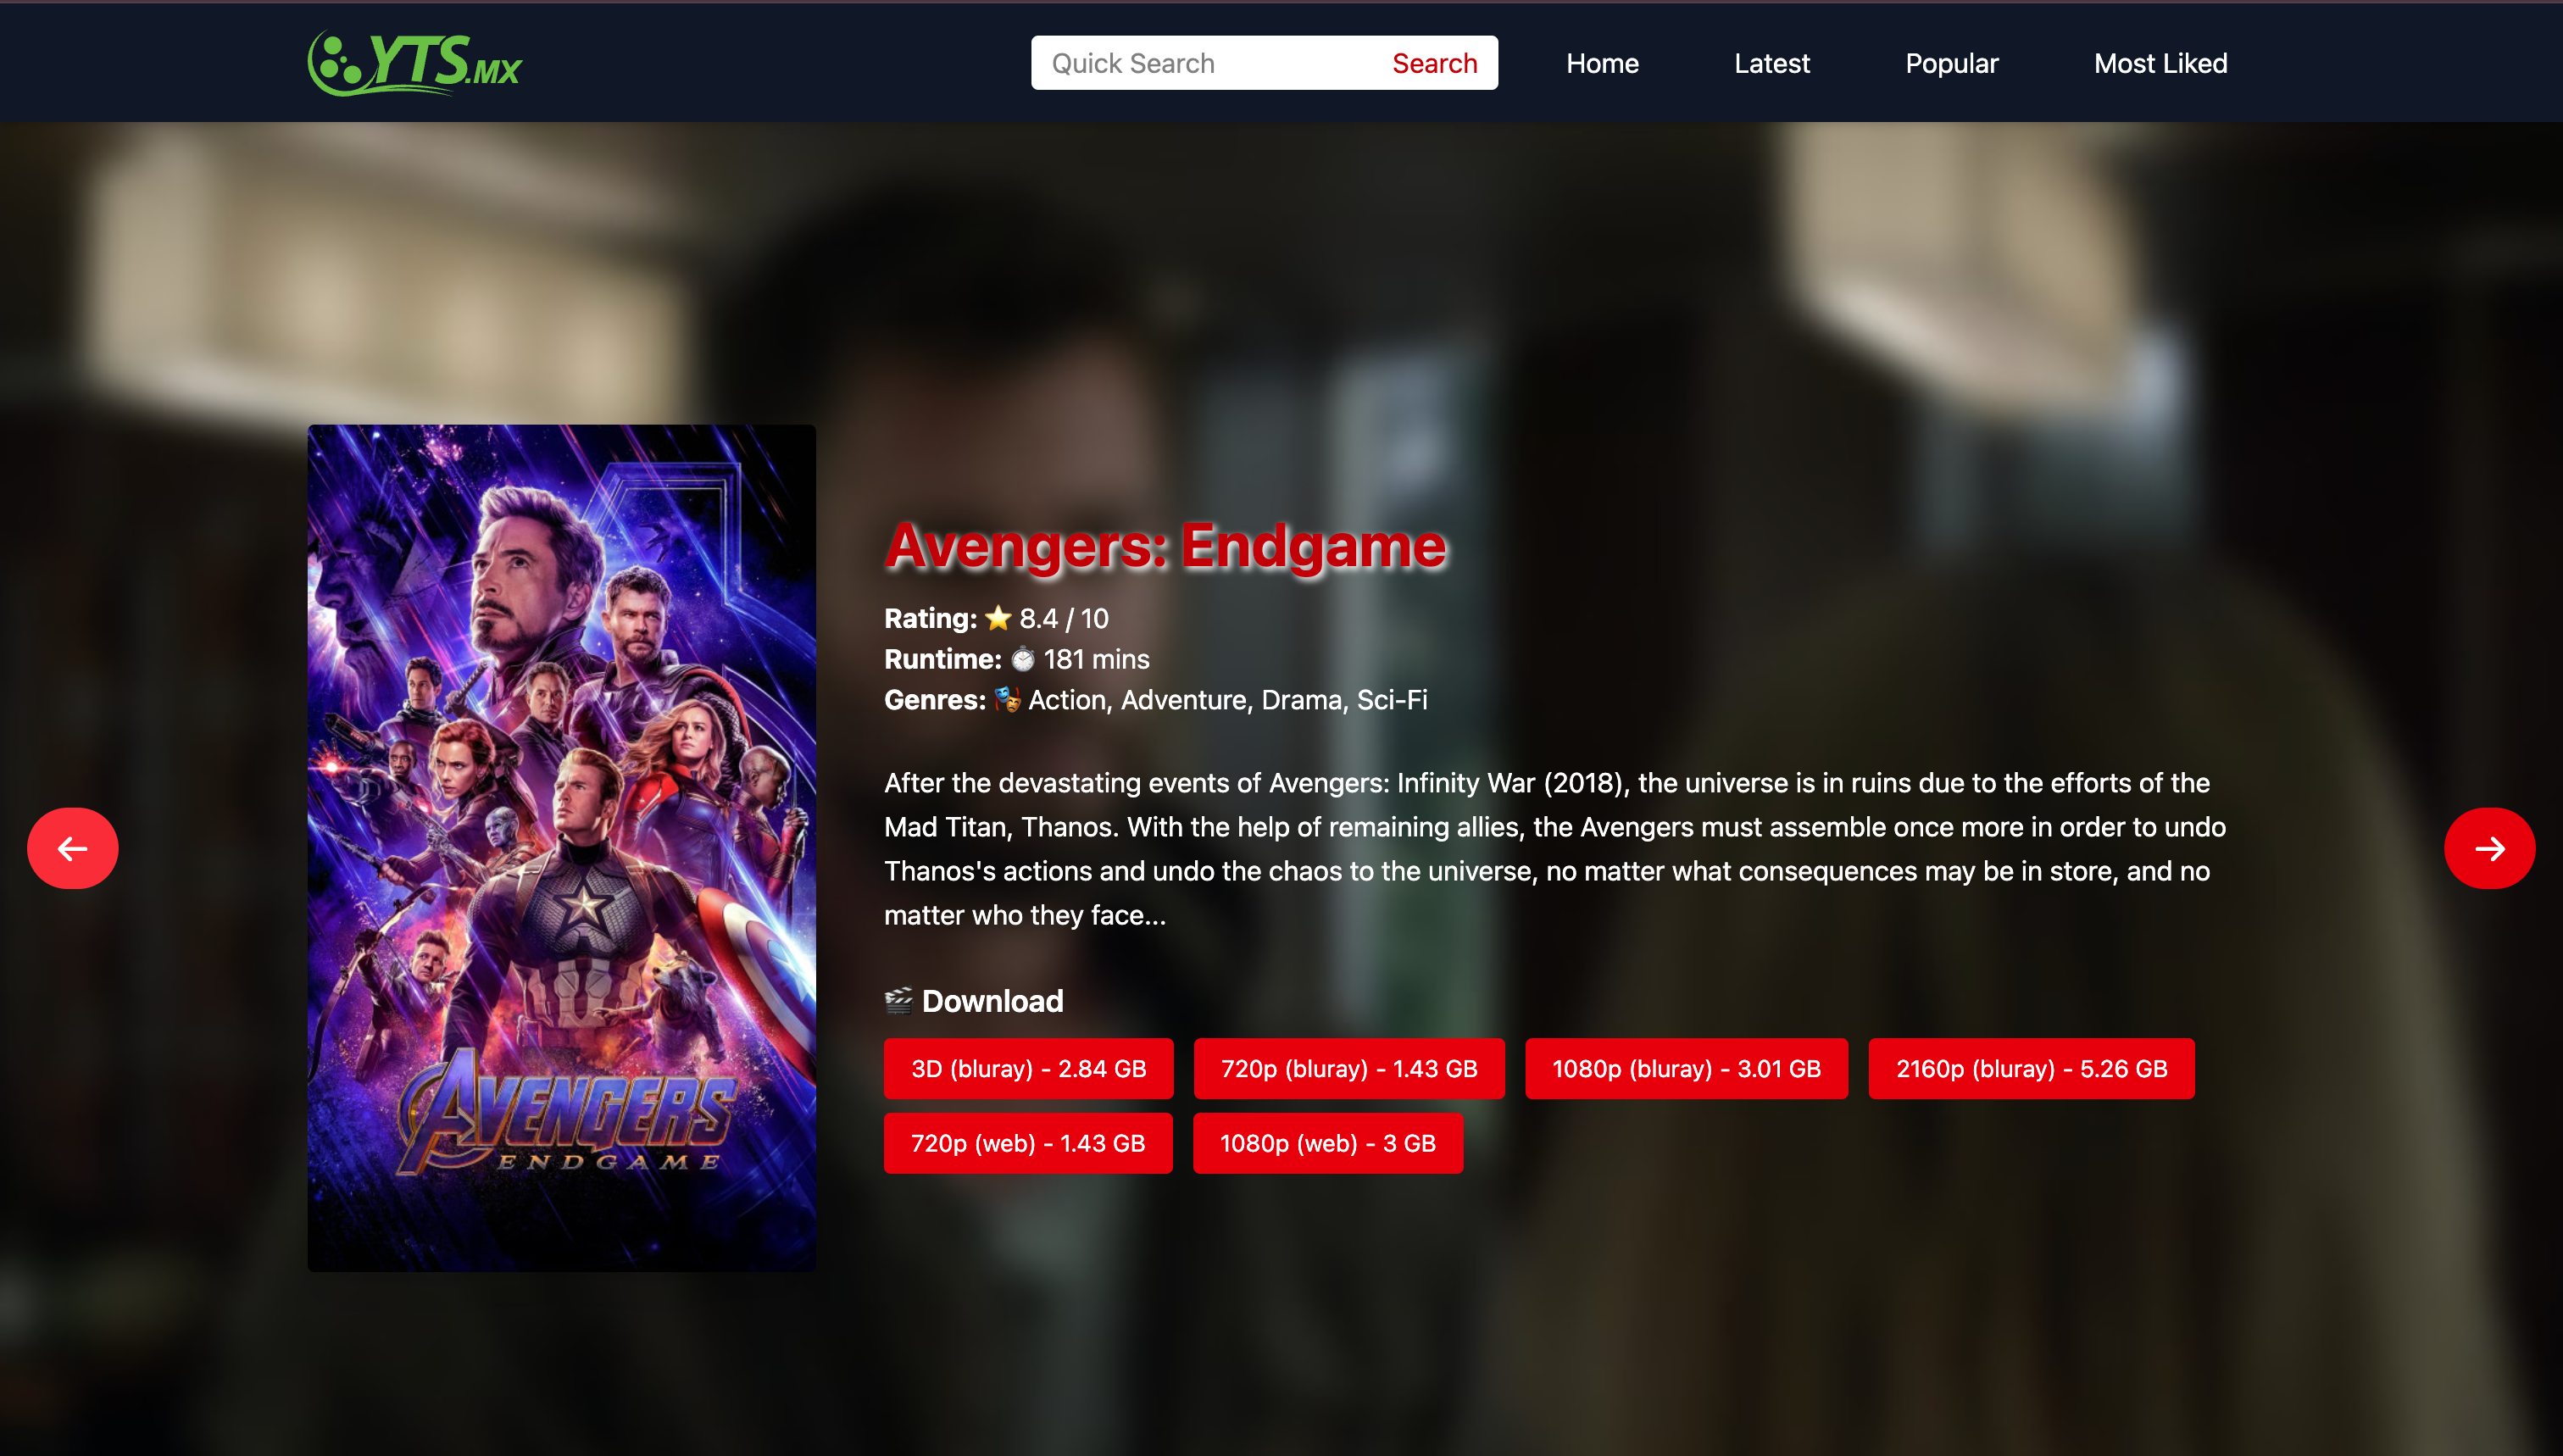 YTS.MX
Quick Search
Search
Home
Latest
Popular
Most Liked
Avengers: Endgame
Rating: ⭐ 8.4 / 10
Runtime: ⏱ 181 mins
Genres: 🎭 Action, Adventure, Drama, Sci-Fi
After the devastating events of Avengers: Infinity War (2018), the universe is in ruins due to the efforts of the
Mad Titan, Thanos. With the help of remaining allies, the Avengers must assemble once more in order to undo
Thanos's actions and undo the chaos to the universe, no matter what consequences may be in store, and no
matter who they face...
🎬 Download
3D (bluray) - 2.84 GB
720p (bluray) - 1.43 GB
1080p (bluray) - 3.01 GB
2160p (bluray) - 5.26 GB
720p (web) - 1.43 GB
1080p (web) - 3 GB
AVENGERS
ENDGAME